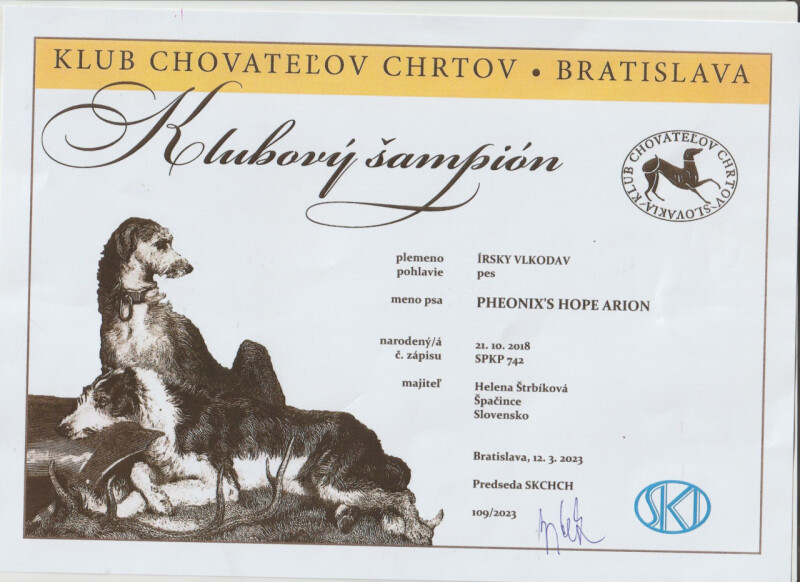 KLUB CHOVATEĽOV CHRTOV • BRATISLAVA
Klubový šampión
KLUB CHOVATEĽOV CHRTOV SLOVAKIA
plemeno ÍRSKY VLKODAV
pohlavie pes
meno psa PHEONIX'S HOPE ARION
narodený/á 21. 10. 2018
č. zápisu SPKP 742
majiteľ Helena Štrbíková
Špačince
Slovensko
Bratislava, 12. 3. 2023
Predseda SKCHCH
109/2023
SKJ